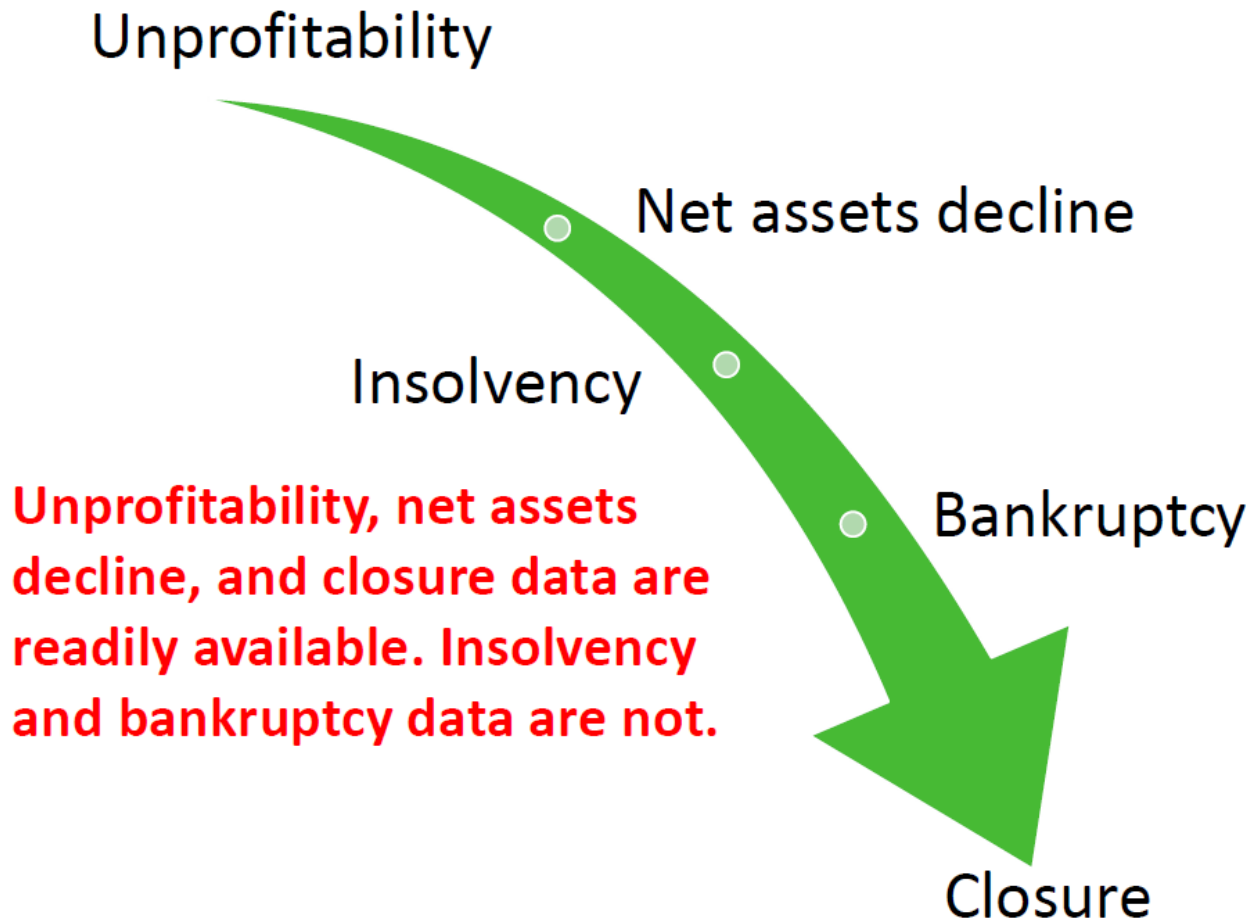 Unprofitability
Net assets decline
Insolvency
Unprofitability, net assets
decline, and closure data are
readily available. Insolvency
and bankruptcy data are not.
Bankruptcy
Closure